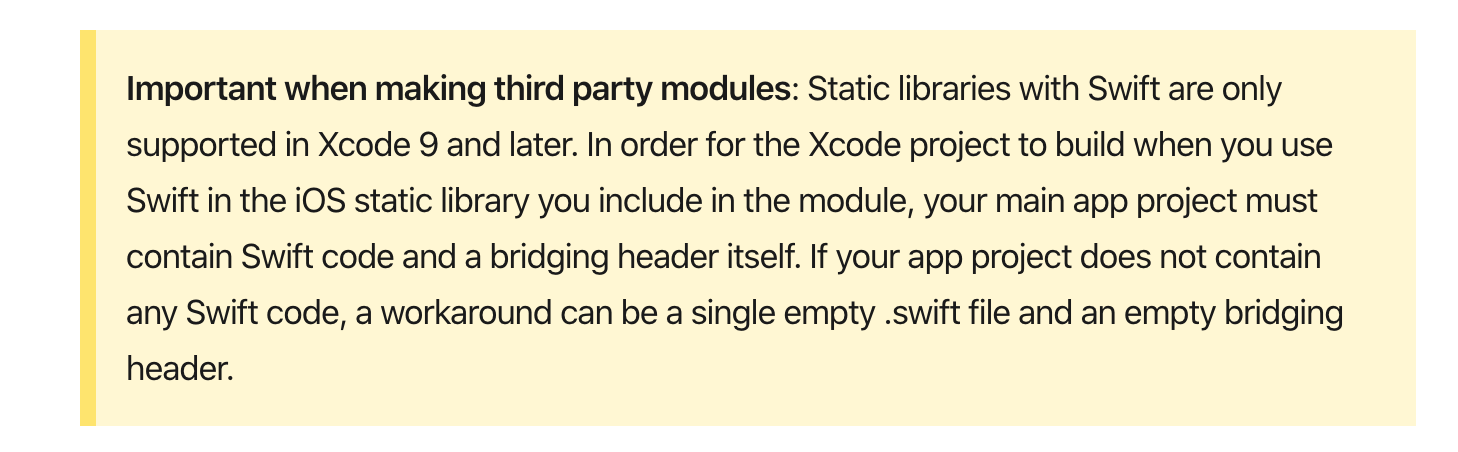 Important when making third party modules: Static libraries with Swift are only
supported in Xcode 9 and later. In order for the Xcode project to build when you use
Swift in the iOS static library you include in the module, your main app project must
contain Swift code and a bridging header itself. If your app project does not contain
any Swift code, a workaround can be a single empty .swift file and an empty bridging
header.